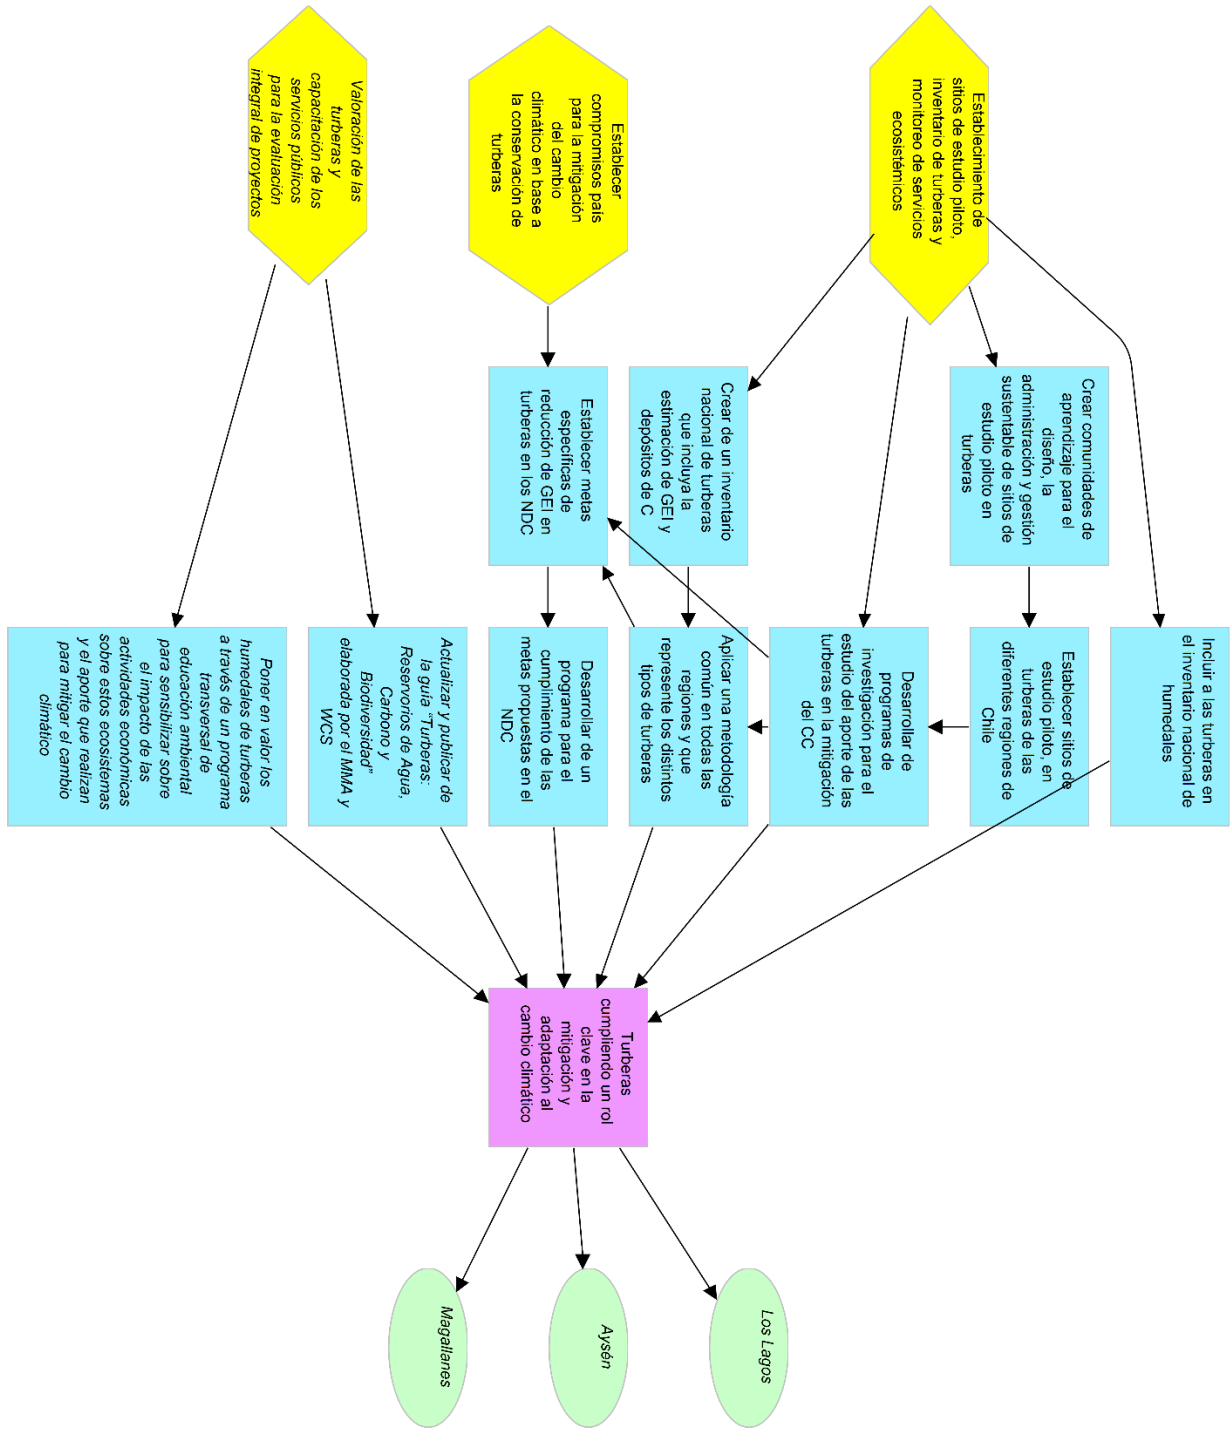 Establecimiento de
sitios de estudio piloto,
inventario de turberas y
monitoreo de servicios
ecosistémicos
Establecer
compromisos país
para la mitigación
del cambio
climático en base a
la conservación de
turberas
Valoración de las
turberas y
capacitación de los
servicios públicos
para la evaluación
integral de proyectos
Crear comunidades de
aprendizaje para el
diseño, la
administración y gestión
sustentable de sitios de
estudio piloto en
turberas
Crear de un inventario
nacional de turberas
que incluya la
estimación de GEI y
depósitos de C
Establecer metas
específicas de
reducción de GEI en
turberas en los NDC
Incluir a las turberas en
el inventario nacional de
humedales
Establecer sitios de
estudio piloto, en
turberas de las
diferentes regiones de
Chile
Desarrollar de
programas de
investigación para el
estudio del aporte de las
turberas en la mitigación
del CC
Aplicar una metodología
común en todas las
regiones y que
represente los distintos
tipos de turberas
Desarrollar de un
programa para el
cumplimiento de las
metas propuestas en el
NDC
Actualizar y publicar de
la guía “Turberas:
Reservorios de Agua,
Carbono y
Biodiversidad”
elaborada por el MMA y
WCS
Poner en valor los
humedales de turberas
a través de un programa
transversal de
educación ambiental
para sensibilizar sobre
el impacto de las
actividades económicas
sobre estos ecosistemas
y el aporte que realizan
para mitigar el cambio
climático
Turberas
cumpliendo un rol
clave en la
mitigación y
adaptación al
cambio climático
Los Lagos
Aysén
Magallanes